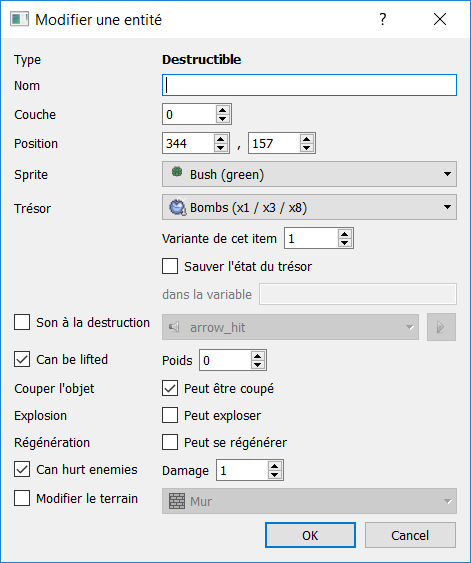 Modifier une entité ?
Type Destructible
Nom
Couche 0
Position 344 , 157
Sprite Bush (green)
Trésor Bombs (x1 / x3 / x8)
Variante de cet item 1
Sauver l'état du trésor
dans la variable
Son à la destruction arrow_hit
Can be lifted Poids 0
Couper l'objet Peut être coupé
Explosion Peut exploser
Régénération Peut se régénérer
Can hurt enemies Damage 1
Modifier le terrain Mur
OK Cancel